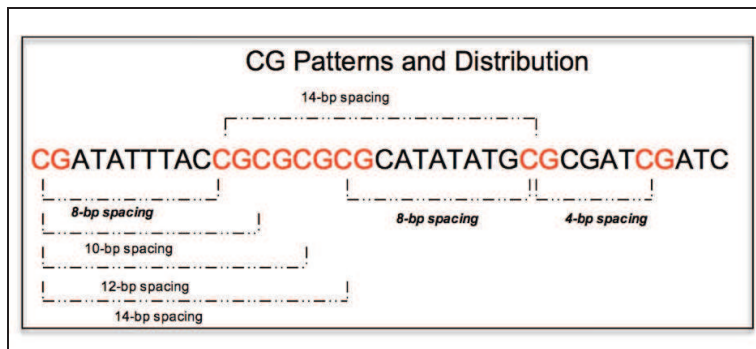 CG Patterns and Distribution
14-bp spacing
CGATATTTACCGCGCGCGCATATATGCGCGATCGATC
8-bp spacing
8-bp spacing
4-bp spacing
10-bp spacing
12-bp spacing
14-bp spacing